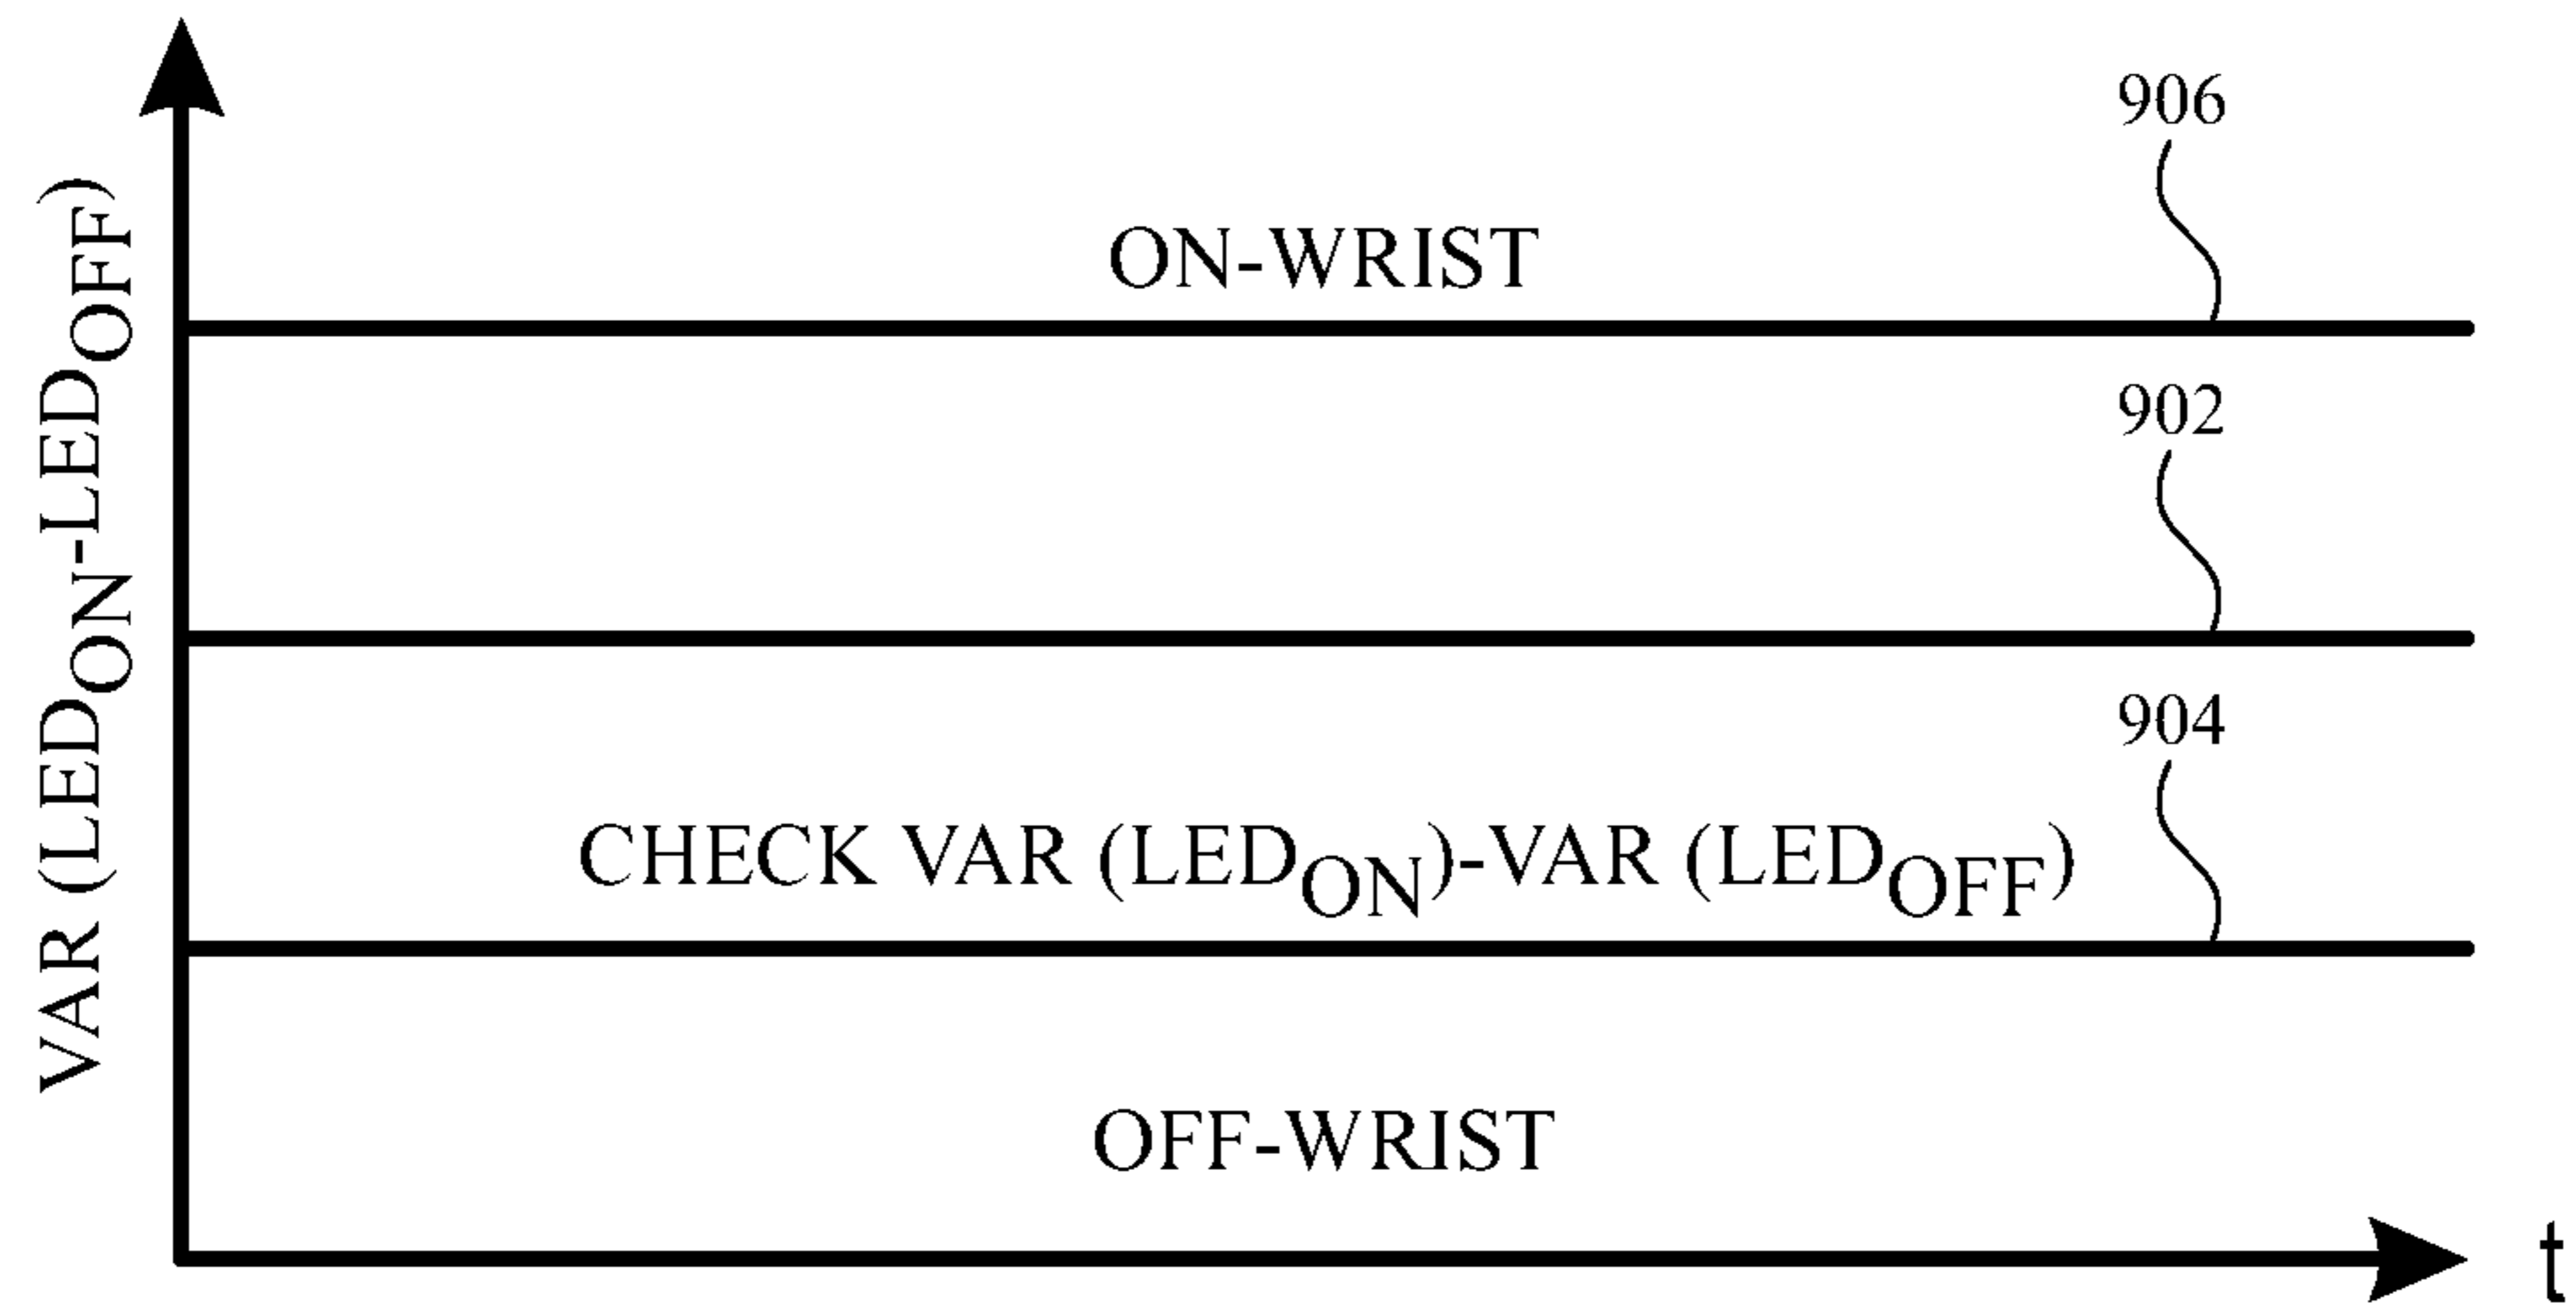 906
ON-WRIST
902
904
CHECK VAR (LEDON)-VAR (LEDOFF)
OFF-WRIST
t
VAR (LEDON-LEDOFF)